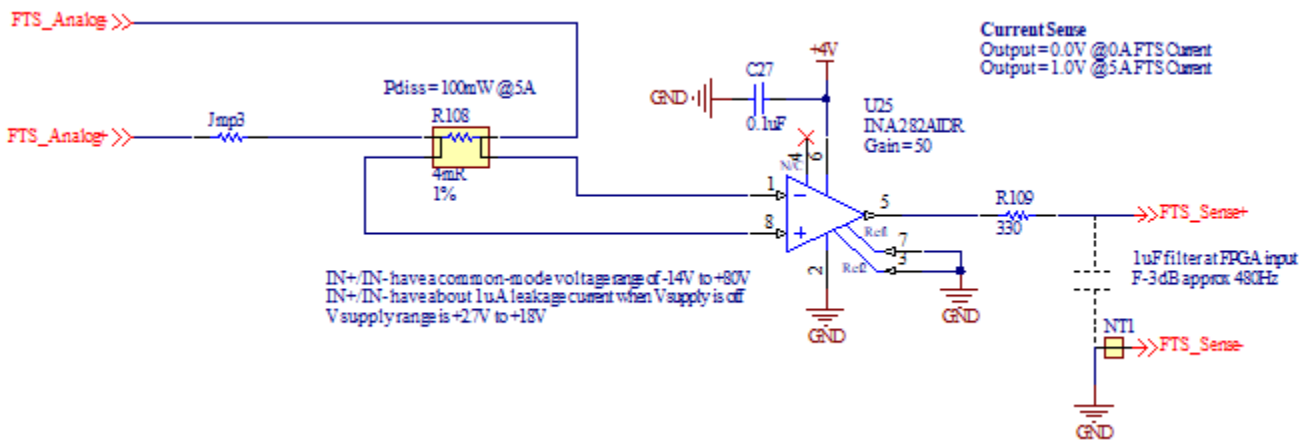 FTS_Analog-
FTS_Analog+
Jmp3
Pdiss = 100mW @5A
R108
4mR
1%
GND
C27
0.1uF
+4V
U25
INA282AIDR
Gain = 50
Current Sense
Output = 0.0V @0A FTS Current
Output = 1.0V @5A FTS Current
N/C
4
6
1
8
5
7
3
2
Ref1
Ref2
GND
GND
R109
330
FTS_Sense+
1uF filter at FPGA input
F-3dB approx 480Hz
NT1
FTS_Sense-
GND
IN+/IN- have a common-mode voltage range of -14V to +80V
IN+/IN- have about 1uA leakage current when Vsupply is off
Vsupply range is +27V to +18V